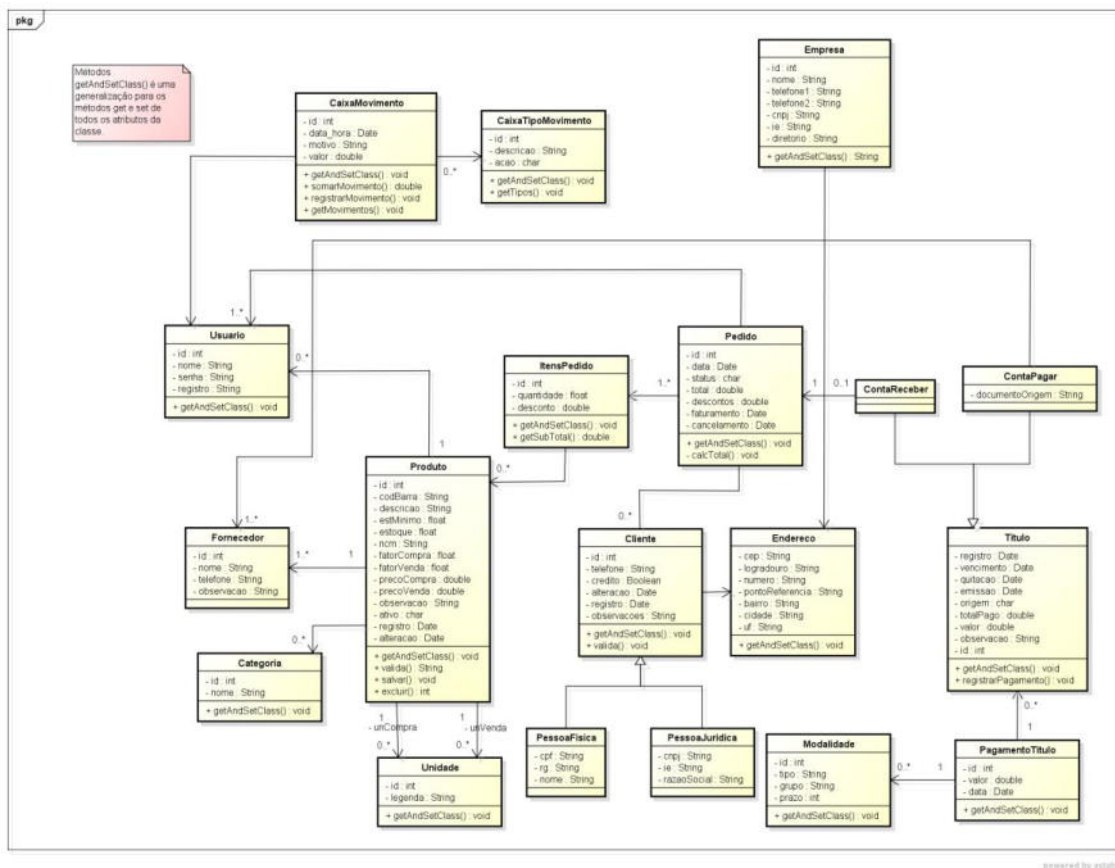 pkg
Métodos
getAndSetClass() é uma
generalização para os
métodos get e set de
todos os atributos da
classe.
CaixaMovimento
- id : int
- data_hora : Date
- motivo : String
- valor : double
+ getAndSetClass() : void
+ somarMovimento() : double
+ registrarMovimento() : void
+ getMovimentos() : void
0..*
CaixaTipoMovimento
- id : int
- descricao : String
- acao : char
+ getAndSetClass() : void
+ getTipos() : void
Empresa
- id : int
- nome : String
- telefone1 : String
- telefone2 : String
- cnpj : String
- ie : String
- diretorio : String
+ getAndSetClass() : String
1..*
Usuario
- id : int
- nome : String
- senha : String
- registro : String
+ getAndSetClass() : void
0..*
1
ItensPedido
- id : int
- quantidade : float
- desconto : double
+ getAndSetClass() : void
+ getSubTotal() : double
1..*
0..*
Pedido
- id : int
- data : Date
- status : char
- total : double
- descontos : double
- faturamento : Date
- cancelamento : Date
+ getAndSetClass() : void
- calcTotal() : void
1
0..1
ContaReceber
ContaPagar
- documentoOrigem : String
Produto
- id : int
- codBarra : String
- descricao : String
- estMinimo : float
- estoque : float
- ncm : String
- fatorCompra : float
- fatorVenda : float
- precoCompra : double
- precoVenda : double
- observacao : String
- ativo : char
- registro : Date
- alteracao : Date
+ getAndSetClass() : void
+ valida() : String
+ salvar() : void
+ excluir() : int
1..*
Fornecedor
- id : int
- nome : String
- telefone : String
- observacao : String
1..*
1
0..*
Categoria
- id : int
- nome : String
+ getAndSetClass() : void
0..*
Cliente
- id : int
- telefone : String
- credito : Boolean
- alteracao : Date
- registro : Date
- observacoes : String
+ getAndSetClass() : void
+ valida() : void
Endereco
- cep : String
- logradouro : String
- numero : String
- pontoReferencia : String
- bairro : String
- cidade : String
- uf : String
+ getAndSetClass() : void
Titulo
- registro : Date
- vencimento : Date
- quitacao : Date
- emissao : Date
- origem : char
- totalPago : double
- valor : double
- observacao : String
- id : int
+ getAndSetClass() : void
+ registrarPagamento() : void
1
- unCompra
0..*
1
- unVenda
0..*
Unidade
- id : int
- legenda : String
+ getAndSetClass() : void
PessoaFisica
- cpf : String
- rg : String
- nome : String
PessoaJuridica
- cnpj : String
- ie : String
- razaoSocial : String
Modalidade
- id : int
- tipo : String
- grupo : String
- prazo : int
+ getAndSetClass() : void
0..*
1
0..*
1
PagamentoTitulo
- id : int
- valor : double
- data : Date
+ getAndSetClass() : void
powered by